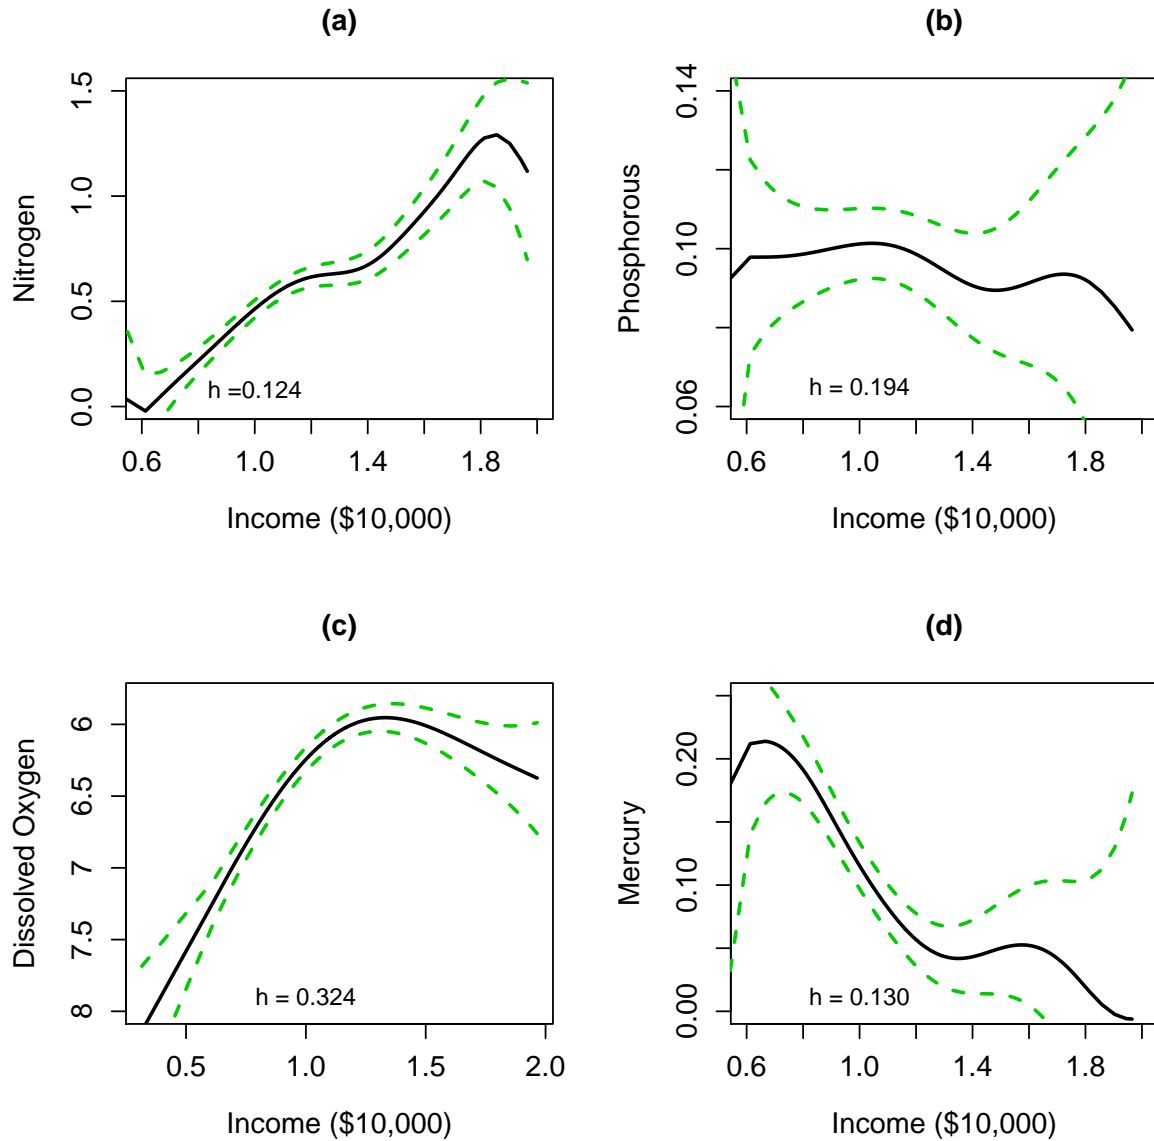 (a)
Nitrogen
1.5
1.0
0.5
0.0
h =0.124
0.6 1.0 1.4 1.8
Income ($10,000)
(b)
Phosphorous
0.14
0.10
0.06
h = 0.194
0.6 1.0 1.4 1.8
Income ($10,000)
(c)
Dissolved Oxygen
6
6.5
7
7.5
8
h = 0.324
0.5 1.0 1.5 2.0
Income ($10,000)
(d)
Mercury
0.20
0.10
0.00
h = 0.130
0.6 1.0 1.4 1.8
Income ($10,000)